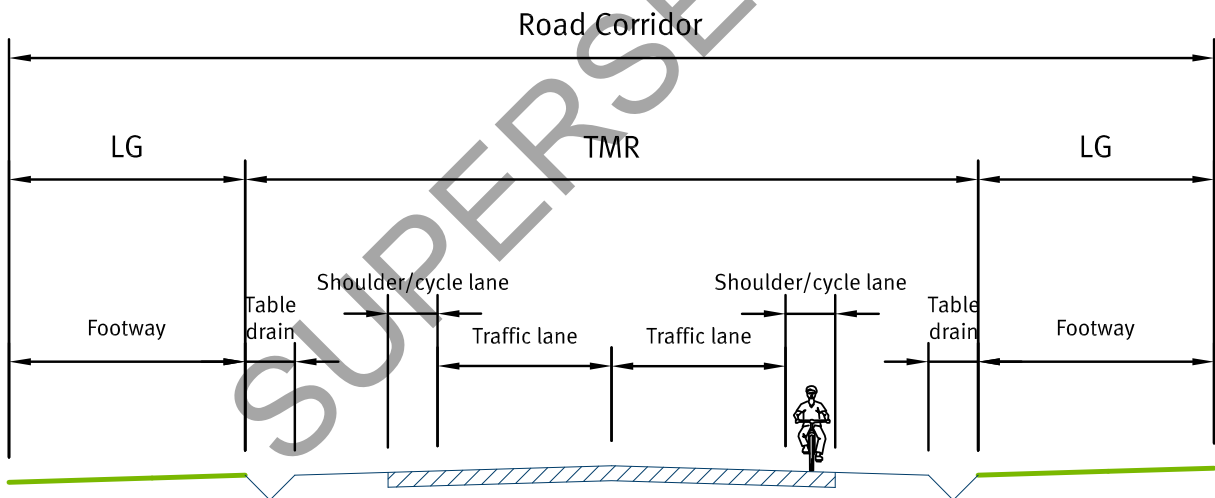 Road Corridor
LG
TMR
LG
Shoulder/cycle lane
Shoulder/cycle lane
Table
drain
Table
drain
Footway
Traffic lane
Traffic lane
Footway
SUPERSE